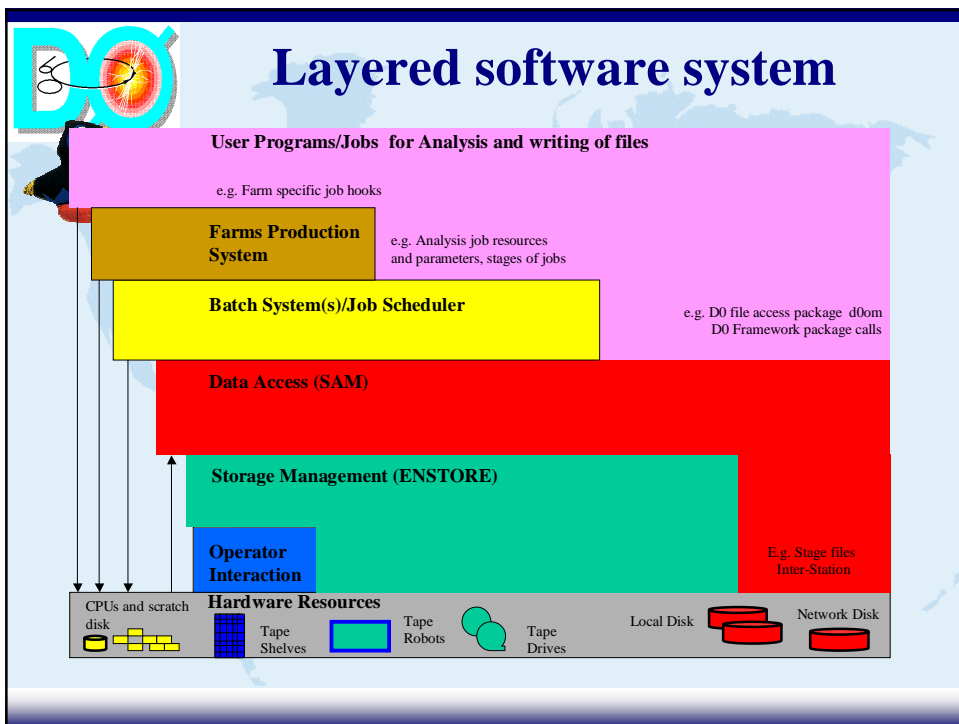 DØ
Layered software system
User Programs/Jobs for Analysis and writing of files
e.g. Farm specific job hooks
Farms Production
System
e.g. Analysis job resources
and parameters, stages of jobs
Batch System(s)/Job Scheduler
e.g. D0 file access package d0om
D0 Framework package calls
Data Access (SAM)
Storage Management (ENSTORE)
Operator
Interaction
E.g. Stage files
Inter-Station
Hardware Resources
CPUs and scratch
disk
Tape
Shelves
Tape
Robots
Tape
Drives
Local Disk
Network Disk